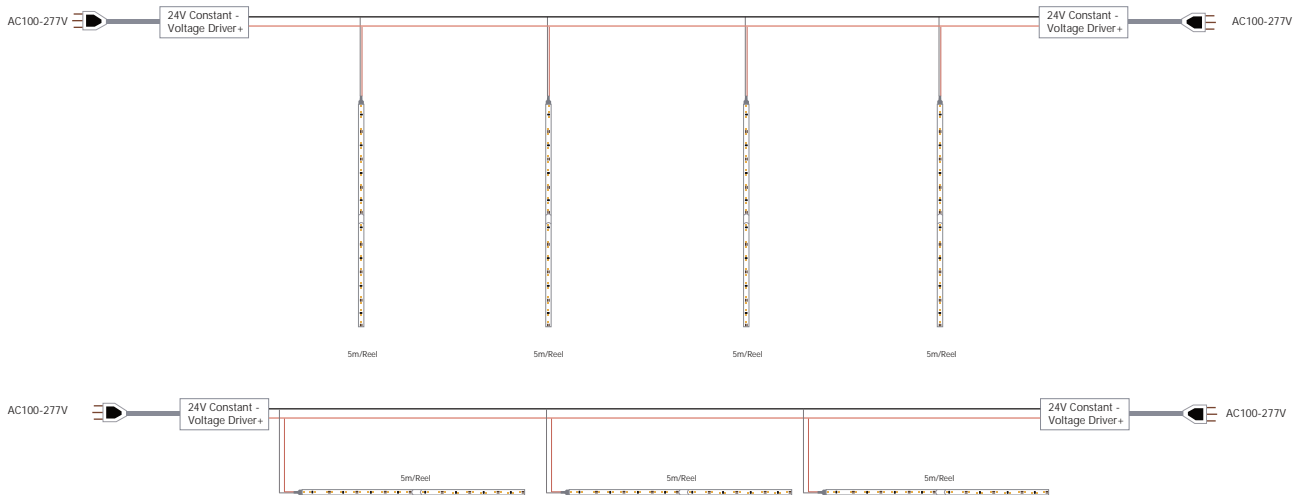 AC100-277V
24V Constant -
Voltage Driver+
24V Constant -
Voltage Driver+
AC100-277V
5m/Reel
5m/Reel
5m/Reel
5m/Reel
AC100-277V
24V Constant -
Voltage Driver+
24V Constant -
Voltage Driver+
AC100-277V
5m/Reel
5m/Reel
5m/Reel